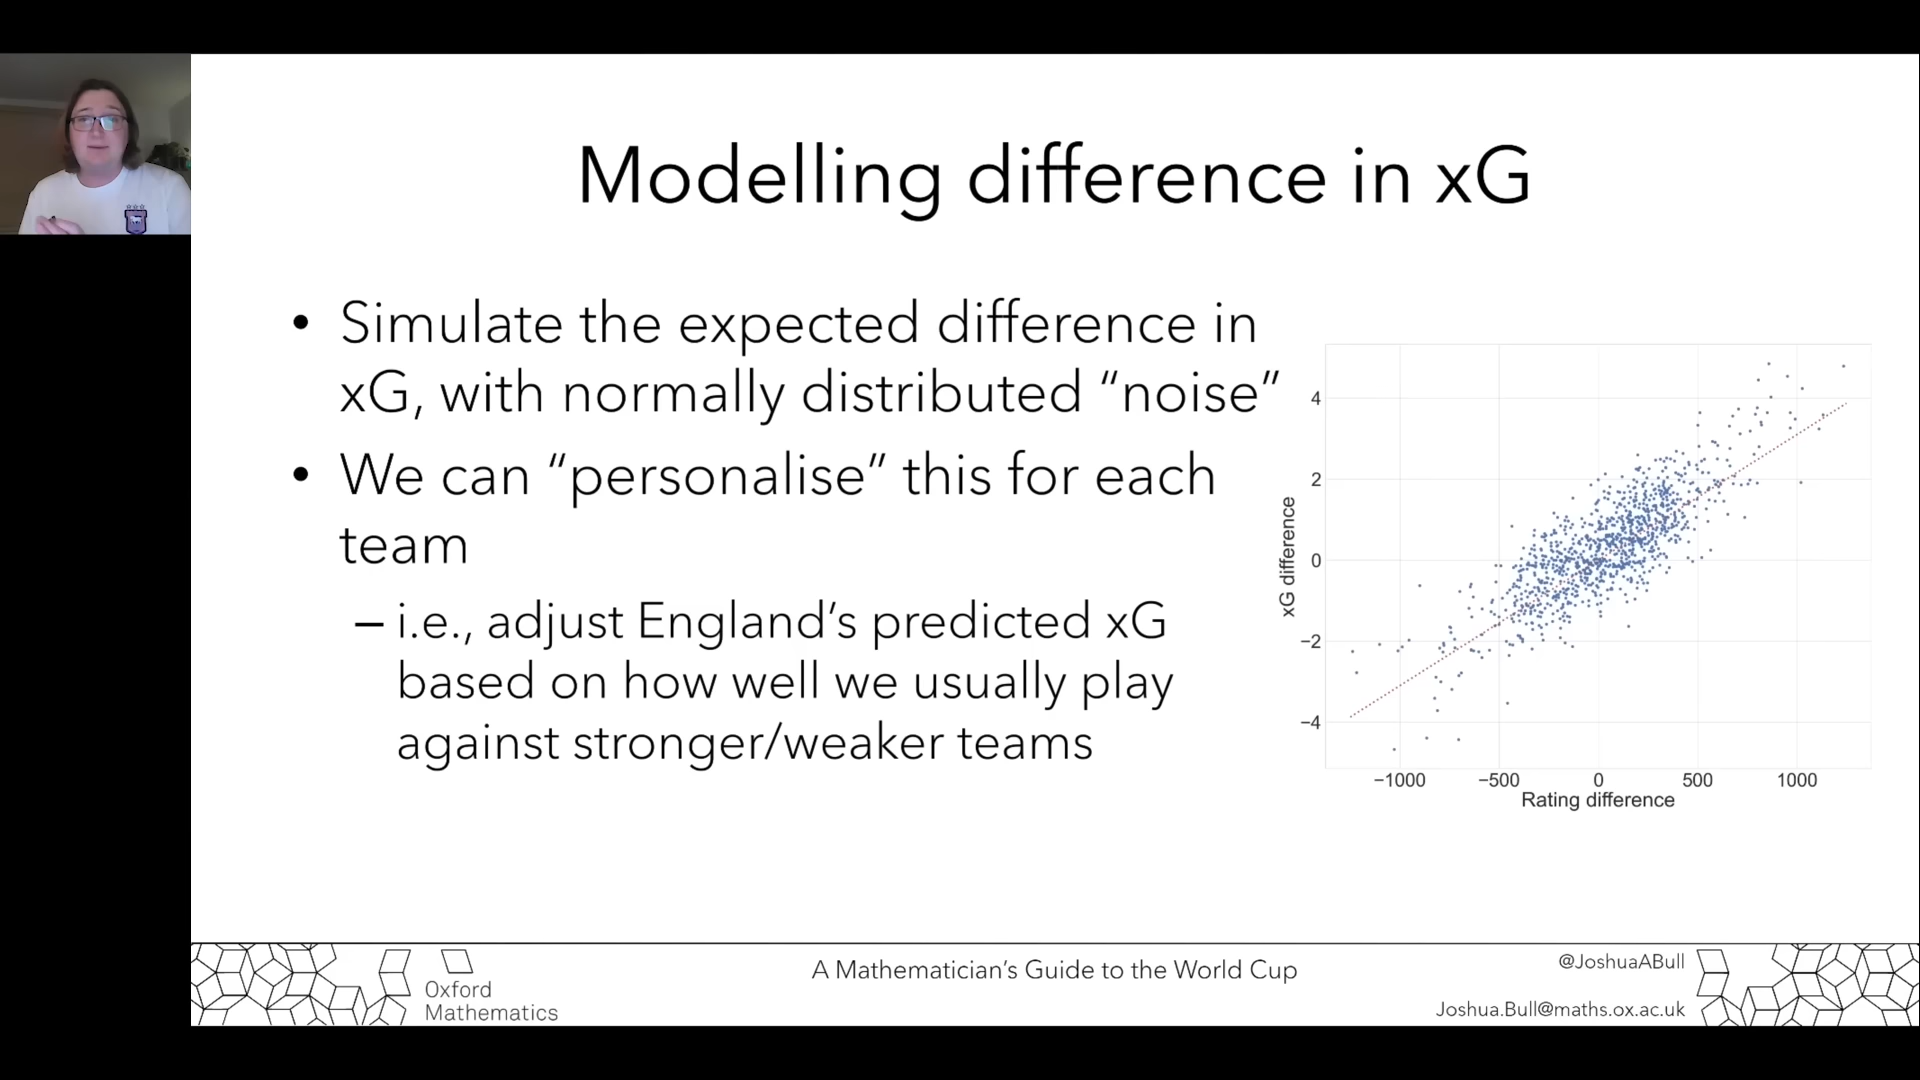 Modelling difference in xG
• Simulate the expected difference in
xG, with normally distributed “noise”
• We can “personalise” this for each
team
– i.e., adjust England’s predicted xG
based on how well we usually play
against stronger/weaker teams
xG difference
4
2
0
−2
−4
−1000
−500
0
500
1000
Rating difference
Oxford
Mathematics
A Mathematician’s Guide to the World Cup
@JoshuaABull
Joshua.Bull@maths.ox.ac.uk